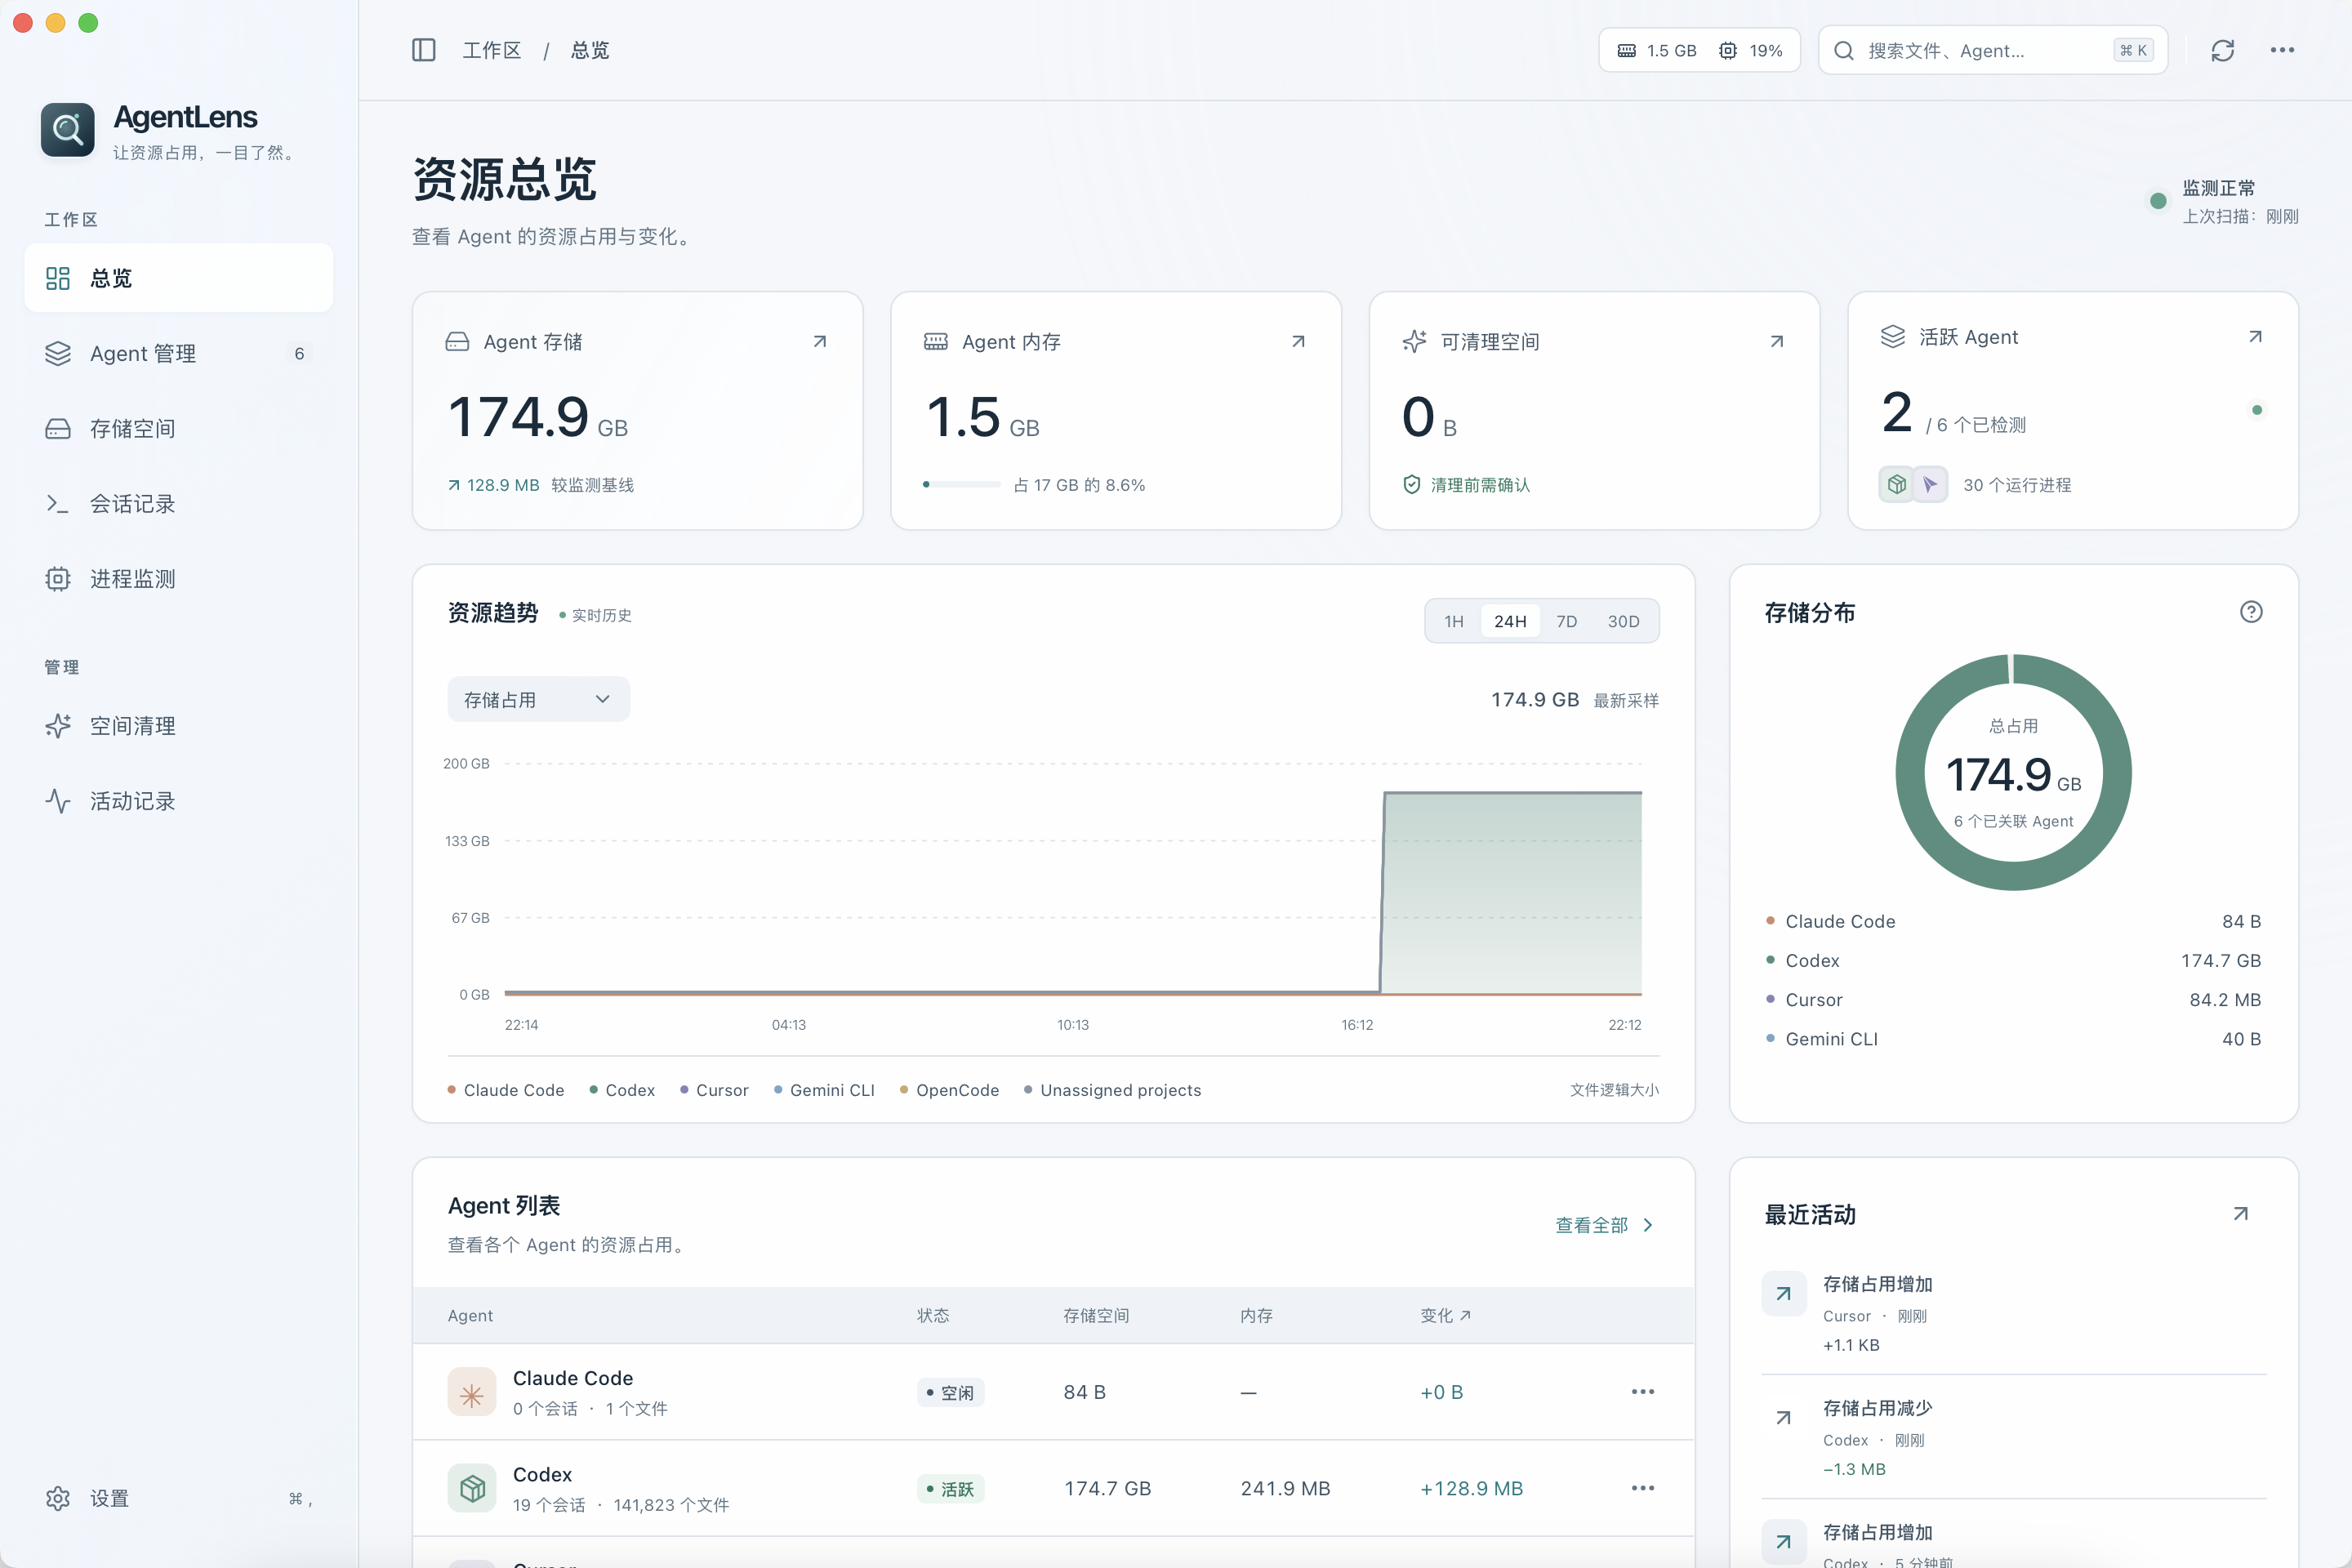 工作区 / 总览
1.5 GB 19%
搜索文件、Agent... ⌘ K
AgentLens
让资源占用，一目了然。
工作区
总览
Agent 管理 6
存储空间
会话记录
进程监测
管理
空间清理
活动记录
设置 ⌘ ,
资源总览
查看 Agent 的资源占用与变化。
监测正常
上次扫描：刚刚
Agent 存储
174.9 GB
128.9 MB 较监测基线
Agent 内存
1.5 GB
占 17 GB 的 8.6%
可清理空间
0 B
清理前需确认
活跃 Agent
2 / 6 个已检测
30 个运行进程
资源趋势 实时历史
1H 24H 7D 30D
存储占用
174.9 GB 最新采样
200 GB
133 GB
67 GB
0 GB
22:14 04:13 10:13 16:12 22:12
Claude Code Codex Cursor Gemini CLI OpenCode Unassigned projects 文件逻辑大小
存储分布
总占用
174.9 GB
6 个已关联 Agent
Claude Code 84 B
Codex 174.7 GB
Cursor 84.2 MB
Gemini CLI 40 B
Agent 列表
查看各个 Agent 的资源占用。
查看全部
Agent 状态 存储空间 内存 变化
Claude Code
0 个会话 · 1 个文件
空闲 84 B — +0 B
Codex
19 个会话 · 141,823 个文件
活跃 174.7 GB 241.9 MB +128.9 MB
最近活动
存储占用增加
Cursor · 刚刚
+1.1 KB
存储占用减少
Codex · 刚刚
−1.3 MB
存储占用增加
Codex · 5 分钟前